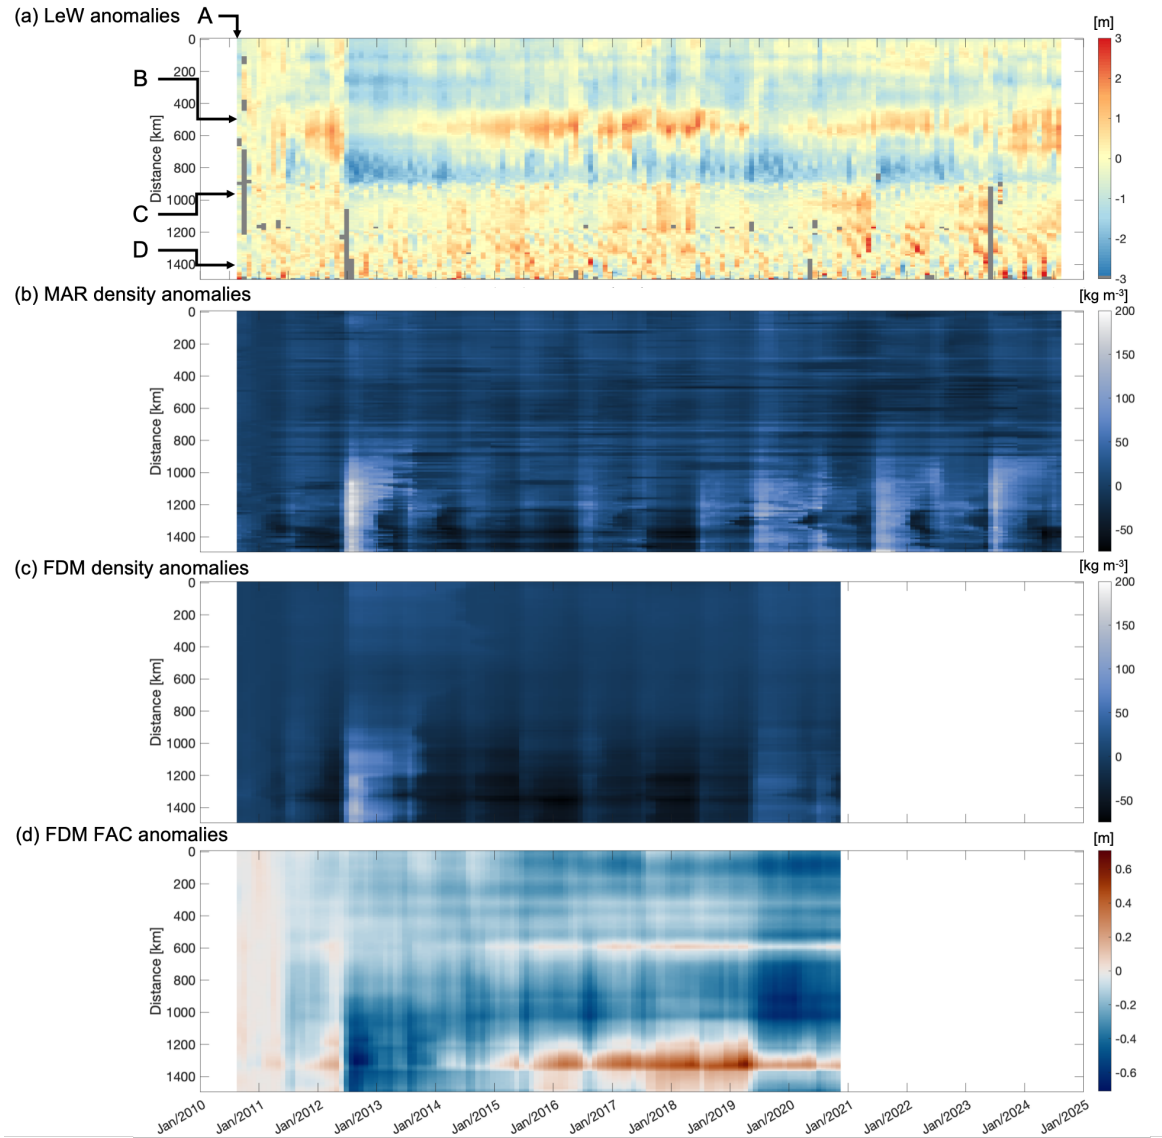 (a) LeW anomalies
A
[m]
B
C
D
Distance [km]
0
200
400
600
800
1000
1200
1400
3
2
1
0
-1
-2
-3
(b) MAR density anomalies
[kg m-3]
Distance [km]
0
200
400
600
800
1000
1200
1400
200
150
100
50
0
-50
(c) FDM density anomalies
[kg m-3]
Distance [km]
0
200
400
600
800
1000
1200
1400
200
150
100
50
0
-50
(d) FDM FAC anomalies
[m]
Distance [km]
0
200
400
600
800
1000
1200
1400
0.6
0.4
0.2
0
-0.2
-0.4
-0.6
Jan/2010
Jan/2011
Jan/2012
Jan/2013
Jan/2014
Jan/2015
Jan/2016
Jan/2017
Jan/2018
Jan/2019
Jan/2020
Jan/2021
Jan/2022
Jan/2023
Jan/2024
Jan/2025